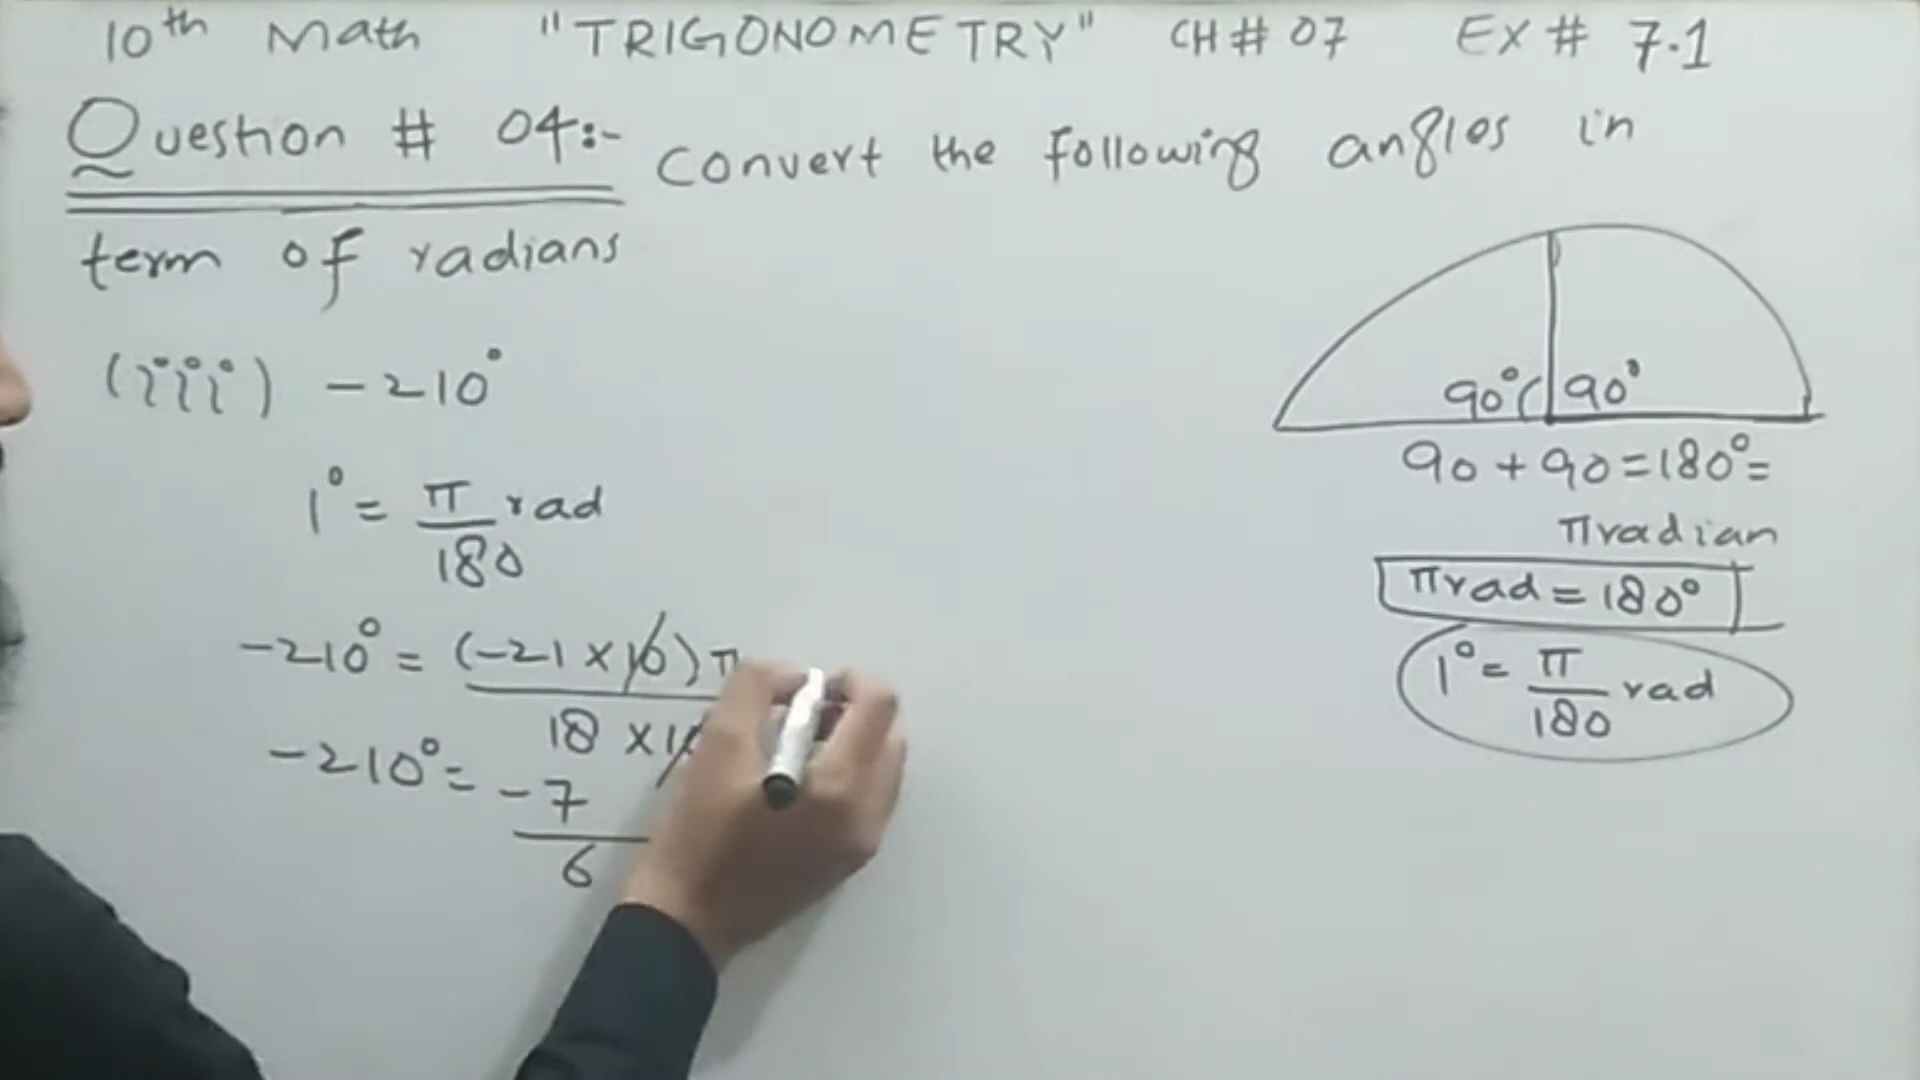 10th Math "TRIGONOMETRY" CH# 07 EX# 7.1
Question # 04:- Convert the following angles in
term of radians
(iii) -210°
1° = π/180 rad
-210° = (-21 × 10)π / 18 × 10
-210° = -7/6
90° 90°
90 + 90 = 180° =
π radian
π rad = 180°
1° = π/180 rad